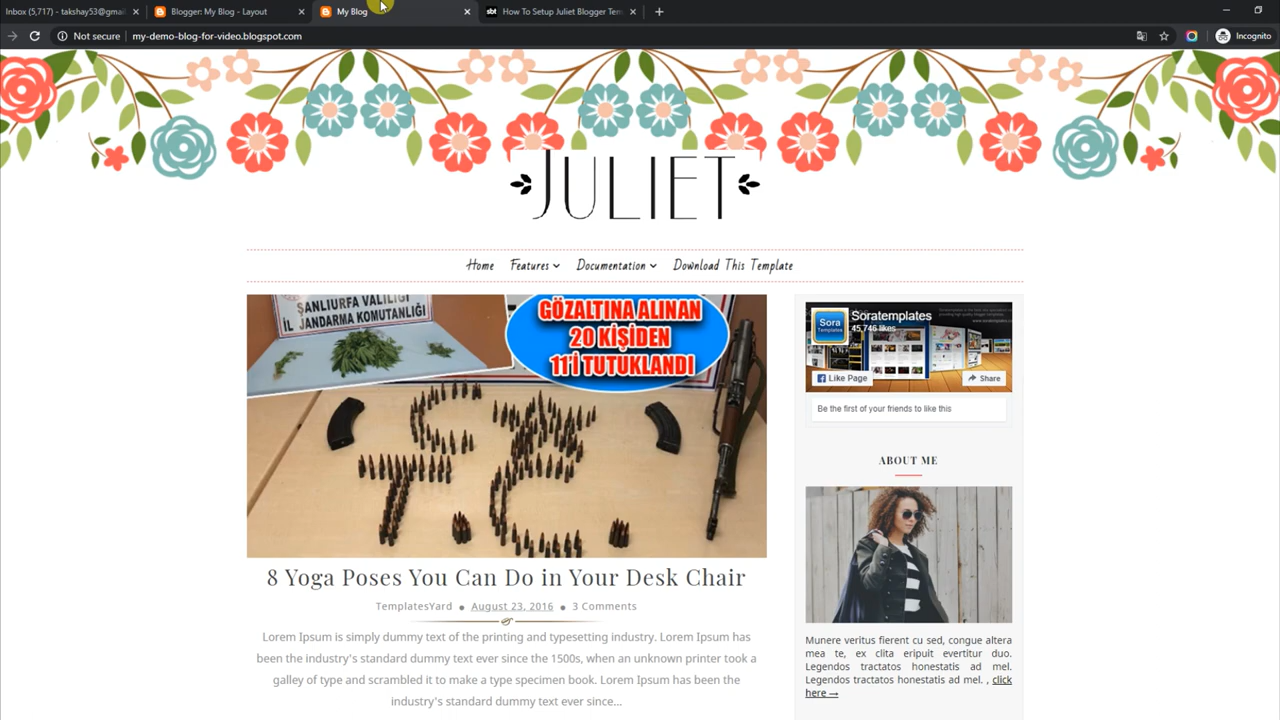 Inbox (5,717) - takshay53@gmai
Blogger: My Blog - Layout
My Blog
sbt
How To Setup Juliet Blogger Tem
Not secure
my-demo-blog-for-video.blogspot.com
Incognito
JULIET
Home
Features
Documentation
Download This Template
ŞANLIURFA VALİLİĞİ
İL JANDARMA KOMUTANLIĞI
GÖZALTINA ALINAN
20 KİŞİDEN
11'İ TUTUKLANDI
T.C.
8 Yoga Poses You Can Do in Your Desk Chair
TemplatesYard ● August 23, 2016 ● 3 Comments
Lorem Ipsum is simply dummy text of the printing and typesetting industry. Lorem Ipsum has
been the industry's standard dummy text ever since the 1500s, when an unknown printer took a
galley of type and scrambled it to make a type specimen book. Lorem Ipsum has been the
industry's standard dummy text ever since...
Sora
Templates
Soratemplates
45,746 likes
Like Page
Share
Be the first of your friends to like this
ABOUT ME
Munere veritus fierent cu sed, congue altera
mea te, ex clita eripuit evertitur duo.
Legendos tractatos honestatis ad mel.
Legendos tractatos honestatis ad mel. , click
here →